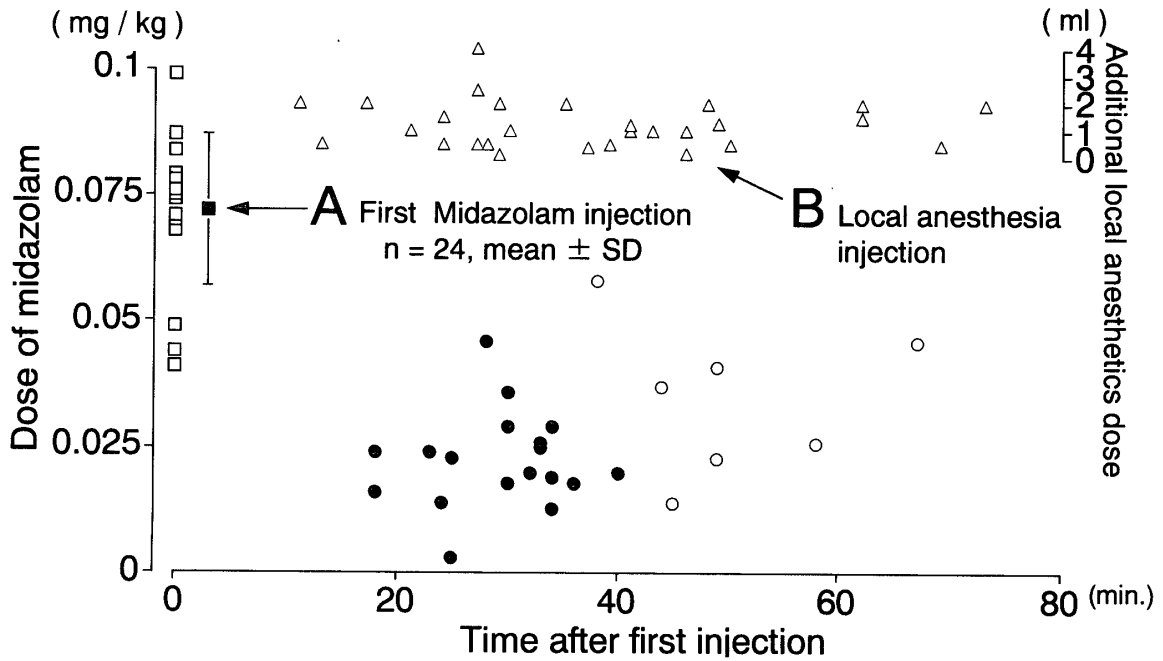 ( mg / kg )
( ml )
0.1
0.075
0.05
0.025
0
Dose of midazolam
4
3
2
1
0
Additional local anesthetics dose
A First Midazolam injection
n = 24, mean ± SD
B Local anesthesia
injection
0 20 40 60 80 (min.)
Time after first injection